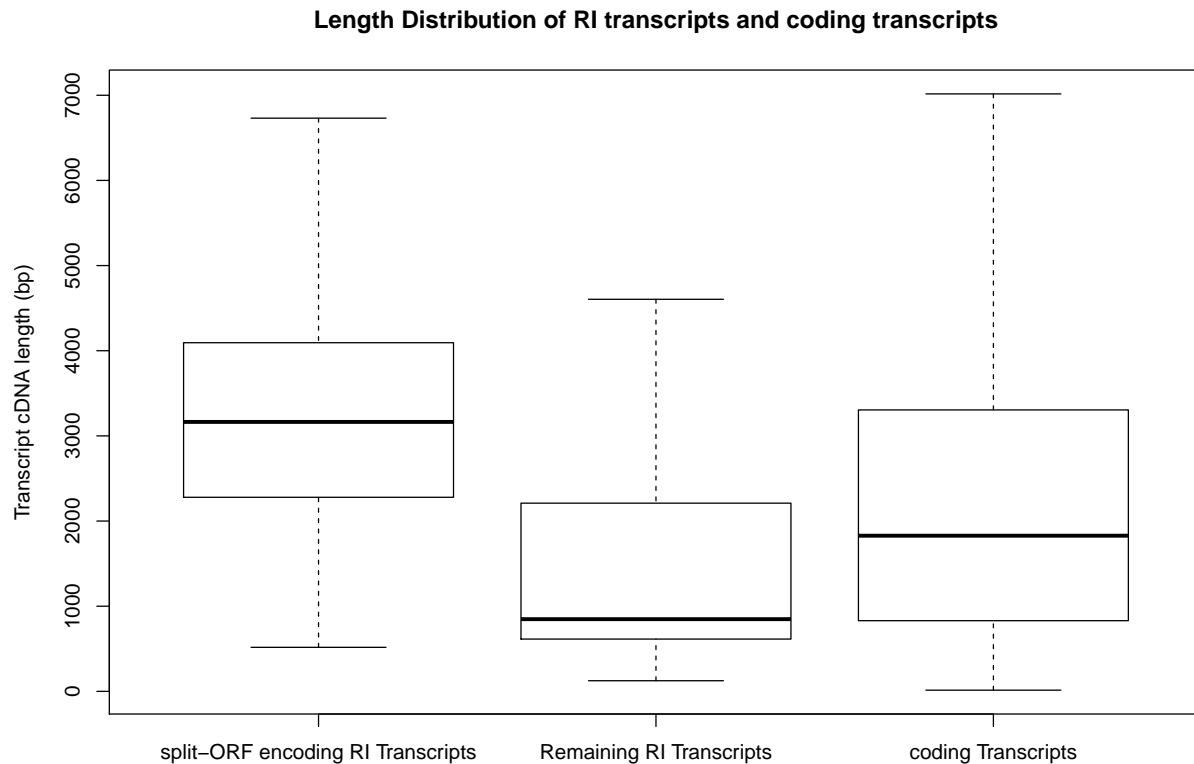 Length Distribution of RI transcripts and coding transcripts
Transcript cDNA length (bp)
7000
6000
5000
4000
3000
2000
1000
0
split−ORF encoding RI Transcripts
Remaining RI Transcripts
coding Transcripts